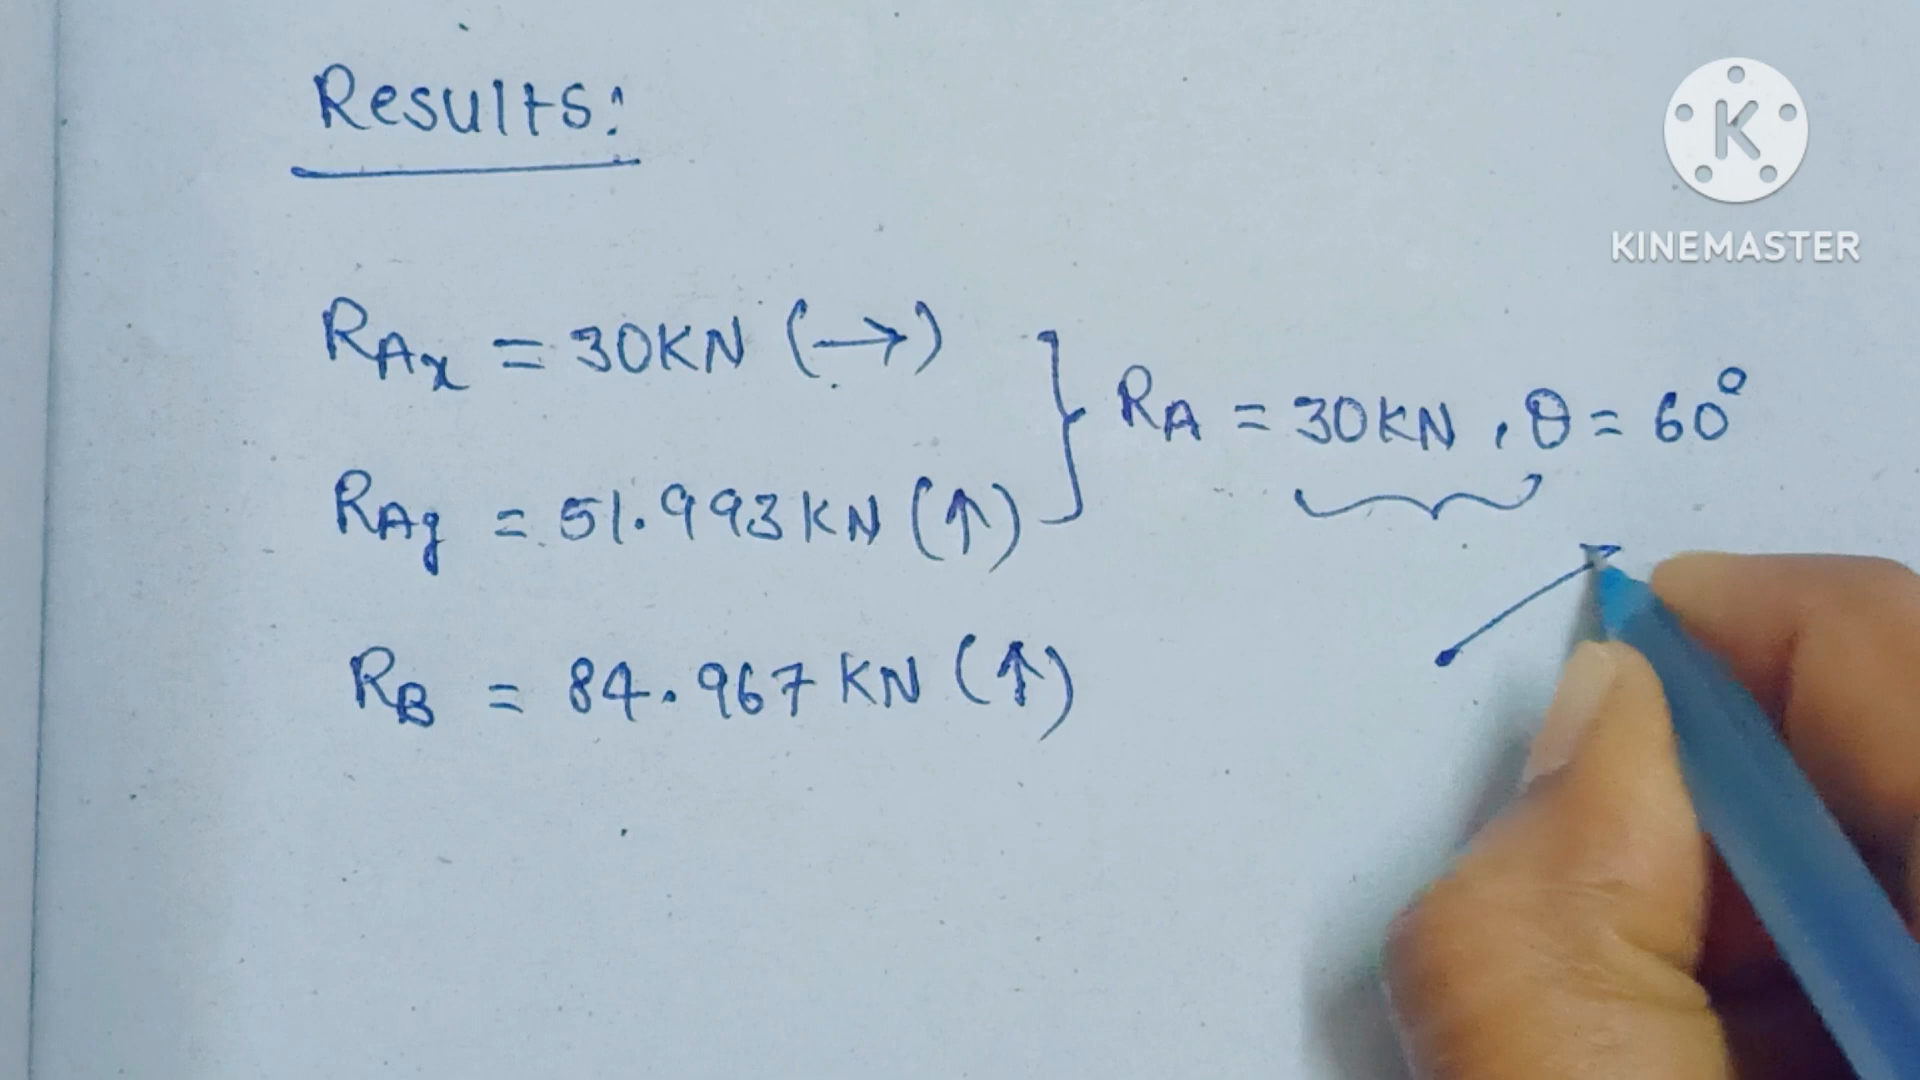 Results:
K
KINEMASTER
RAx = 30KN (→)
RA = 30KN, θ = 60°
RAy = 51.993KN (↑)
RB = 84.967KN (↑)